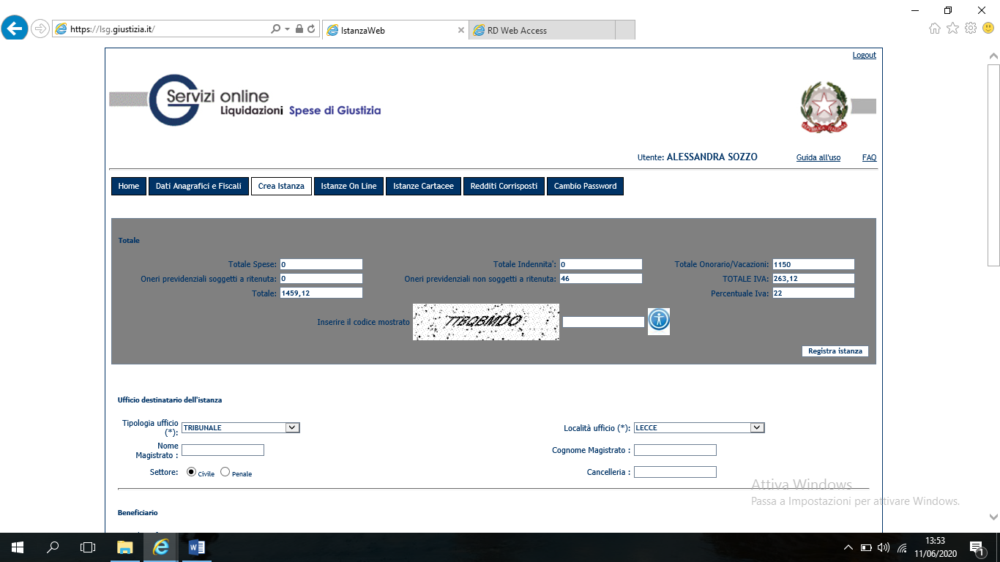 https://lsg.giustizia.it/
IstanzaWeb
RD Web Access
Logout
Servizi online
Liquidazioni Spese di Giustizia
REPVBBLICA ITALIANA
Utente: ALESSANDRA SOZZO
Guida all'uso
FAQ
Home
Dati Anagrafici e Fiscali
Crea Istanza
Istanze On Line
Istanze Cartacee
Redditi Corrisposti
Cambio Password
Totale
Totale Spese: 0
Totale Indennita': 0
Totale Onorario/Vacazioni: 1150
Oneri previdenziali soggetti a ritenuta: 0
Oneri previdenziali non soggetti a ritenuta: 46
TOTALE IVA: 263,12
Totale: 1459,12
Percentuale Iva: 22
Inserire il codice mostrato
Registra istanza
Ufficio destinatario dell'istanza
Tipologia ufficio (*): TRIBUNALE
Località ufficio (*): LECCE
Nome Magistrato :
Cognome Magistrato :
Settore: Civile Penale
Cancelleria :
Attiva Windows
Passa a Impostazioni per attivare Windows.
Beneficiario
13:53
11/06/2020
1